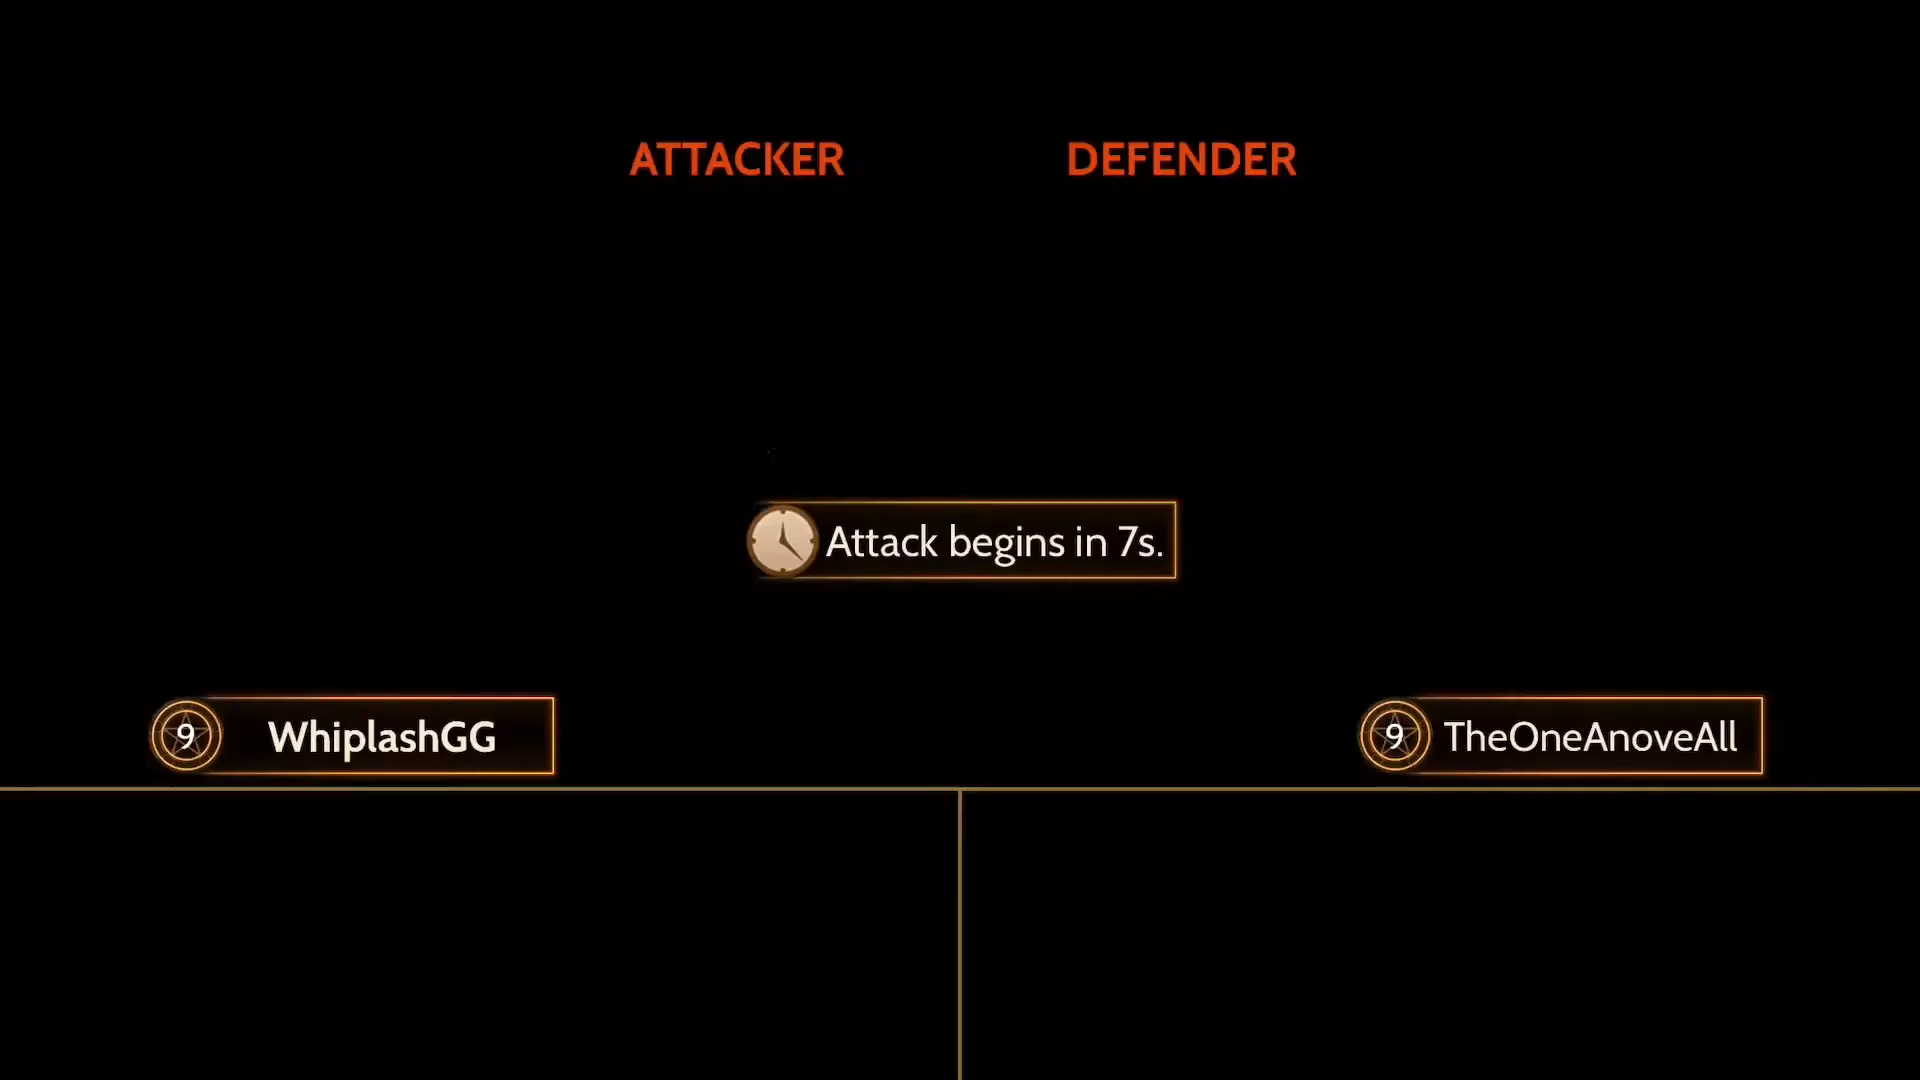 ATTACKER DEFENDER
Attack begins in 7s.
9 WhiplashGG
9 TheOneAnoveAll